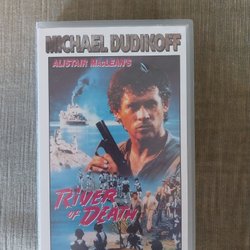 MICHAEL DUDIKOFF
ALISTAIR MACLEAN'S
RIVER
OF DEATH